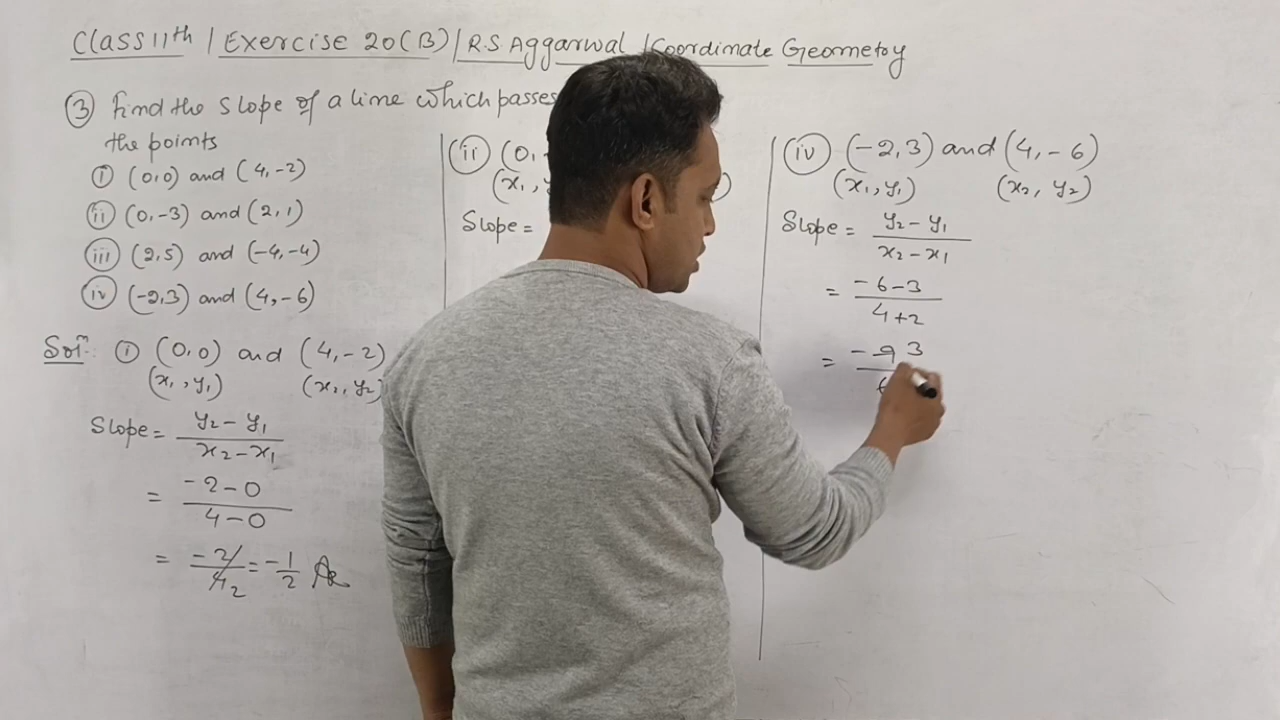 Class 11th / Exercise 20(B) / R.S Aggarwal / Coordinate Geometry
③ Find the slope of a line which passes
the points
ⓘ (0,0) and (4,-2)
ⓘⓘ (0,-3) and (2,1)
ⓘⓘⓘ (2,5) and (-4,-4)
ⓘⓥ (-2,3) and (4,-6)
Solⁿ:- ⓘ (0,0) and (4,-2)
(x₁,y₁) (x₂,y₂)
Slope = y₂-y₁ / x₂-x₁
= -2-0 / 4-0
= -2/4 2 = -1/2 Ans
(ii) (0,
(x₁,y
Slope =
(iv) (-2,3) and (4,-6)
(x₁,y₁) (x₂,y₂)
Slope = y₂-y₁ / x₂-x₁
= -6-3 / 4+2
= -9 3